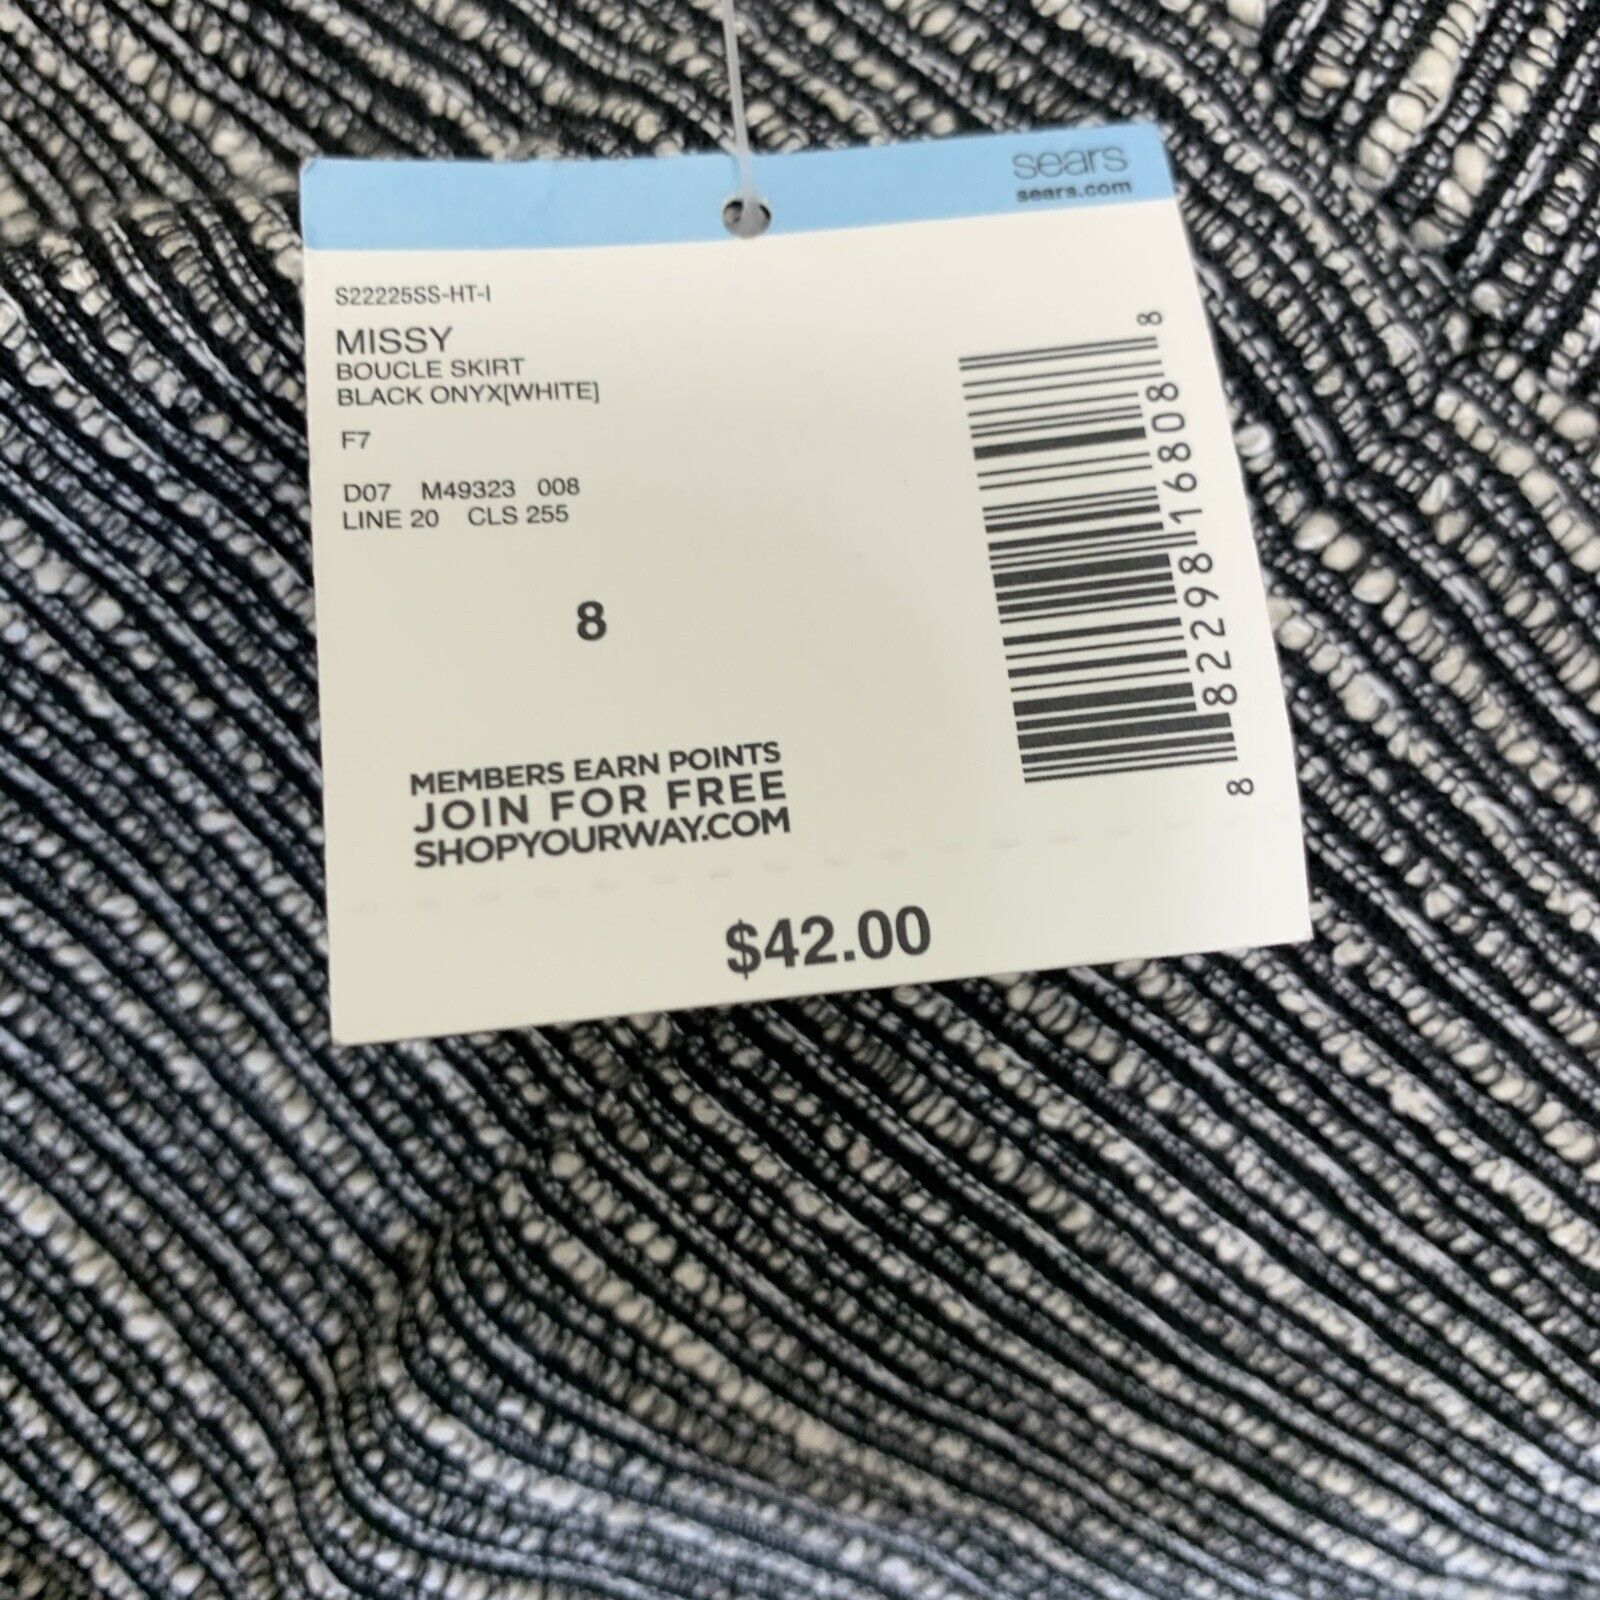 sears
sears.com
S22225SS-HT-I
MISSY
BOUCLE SKIRT
BLACK ONYX[WHITE]
F7
D07 M49323 008
LINE 20 CLS 255
8
MEMBERS EARN POINTS
JOIN FOR FREE
SHOPYOURWAY.COM
$42.00
8 82298 16808 8